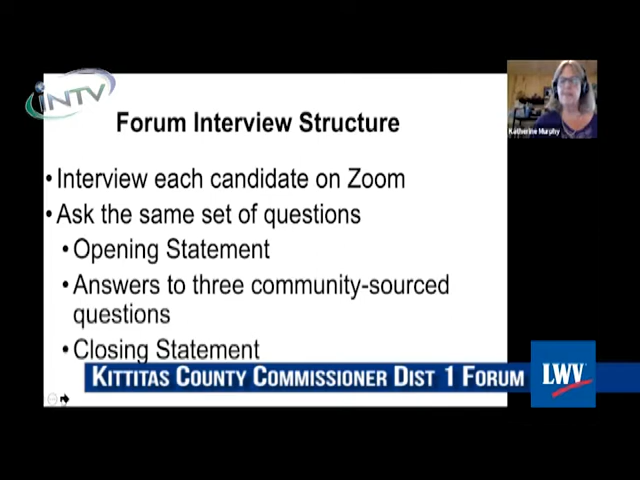 iNTV
Forum Interview Structure
Katherine Murphy
• Interview each candidate on Zoom
• Ask the same set of questions
• Opening Statement
• Answers to three community-sourced
questions
• Closing Statement
KITTITAS COUNTY COMMISSIONER DIST 1 FORUM
LWV